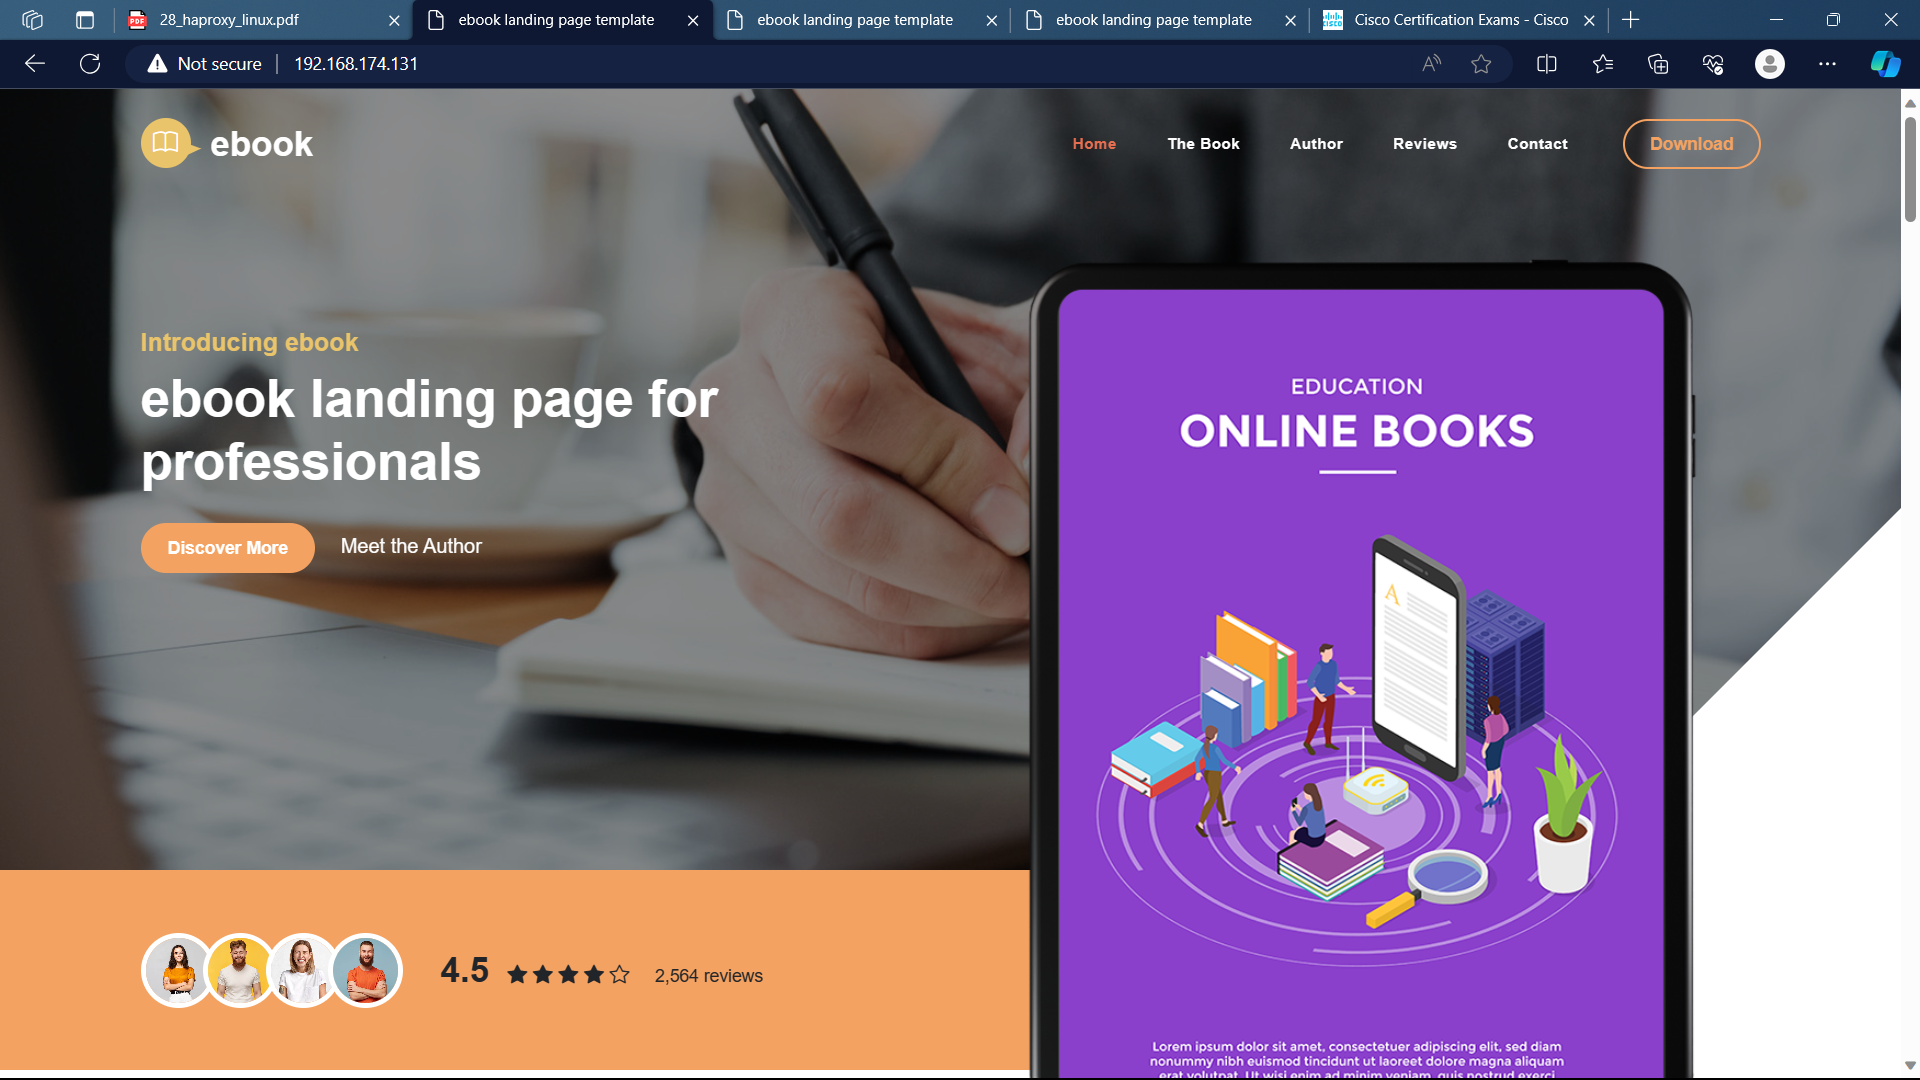 28_haproxy_linux.pdf
ebook landing page template
ebook landing page template
ebook landing page template
Cisco Certification Exams - Cisco
Not secure
192.168.174.131
ebook
Home
The Book
Author
Reviews
Contact
Download
Introducing ebook
ebook landing page for
professionals
Discover More
Meet the Author
EDUCATION
ONLINE BOOKS
A
4.5
2,564 reviews
Lorem ipsum dolor sit amet, consectetuer adipiscing elit, sed diam
nonummy nibh euismod tincidunt ut laoreet dolore magna aliquam
erat volutpat. Ut wisi enim ad minim veniam, quis nostrud exerci